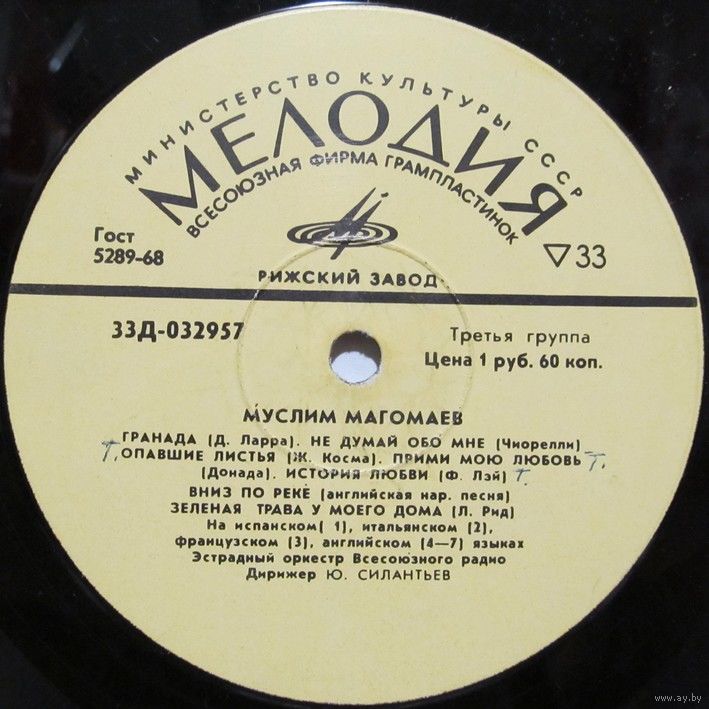 МИНИСТЕРСТВО КУЛЬТУРЫ СССР
МЕЛОДИЯ
ВСЕСОЮЗНАЯ ФИРМА ГРАМПЛАСТИНОК
Гост
5289-68
▽33
РИЖСКИЙ ЗАВОД
33Д-032957
Третья группа
Цена 1 руб. 60 коп.
МУСЛИМ МАГОМАЕВ
ГРАНАДА (Д. Ларра). НЕ ДУМАЙ ОБО МНЕ (Чиорелли)
Т. ОПАВШИЕ ЛИСТЬЯ (Ж. Косма). ПРИМИ МОЮ ЛЮБОВЬ Т.
(Донада). ИСТОРИЯ ЛЮБВИ (Ф. Лэй) Т.
ВНИЗ ПО РЕКЕ (английская нар. песня)
ЗЕЛЕНАЯ ТРАВА У МОЕГО ДОМА (Л. Рид)
На испанском( 1), итальянском (2),
французском (3), английском (4—7) языках
Эстрадный оркестр Всесоюзного радио
Дирижер Ю. СИЛАНТЬЕВ
www.ay.by